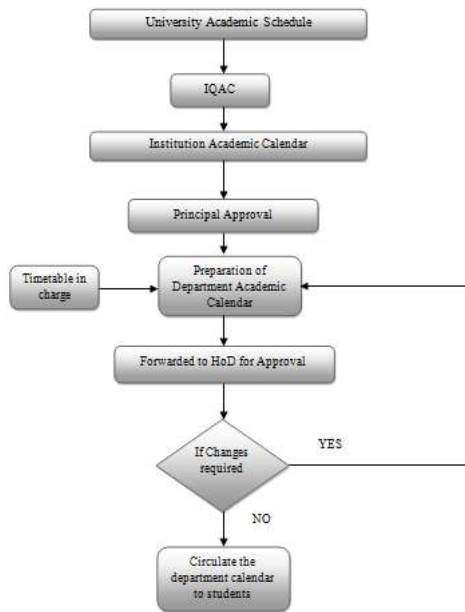 University Academic Schedule
IQAC
Institution Academic Calendar
Principal Approval
Timetable in
charge
Preparation of
Department Academic
Calendar
Forwarded to HoD for Approval
If Changes
required
YES
NO
Circulate the
department calendar
to students